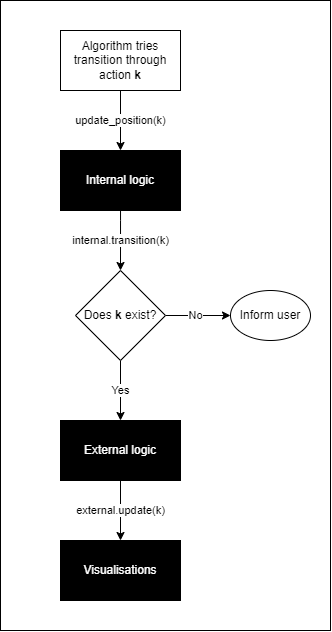 Algorithm tries
transition through
action k
update_position(k)
Internal logic
internal.transition(k)
Does k exist?
No
Inform user
Yes
External logic
external.update(k)
Visualisations